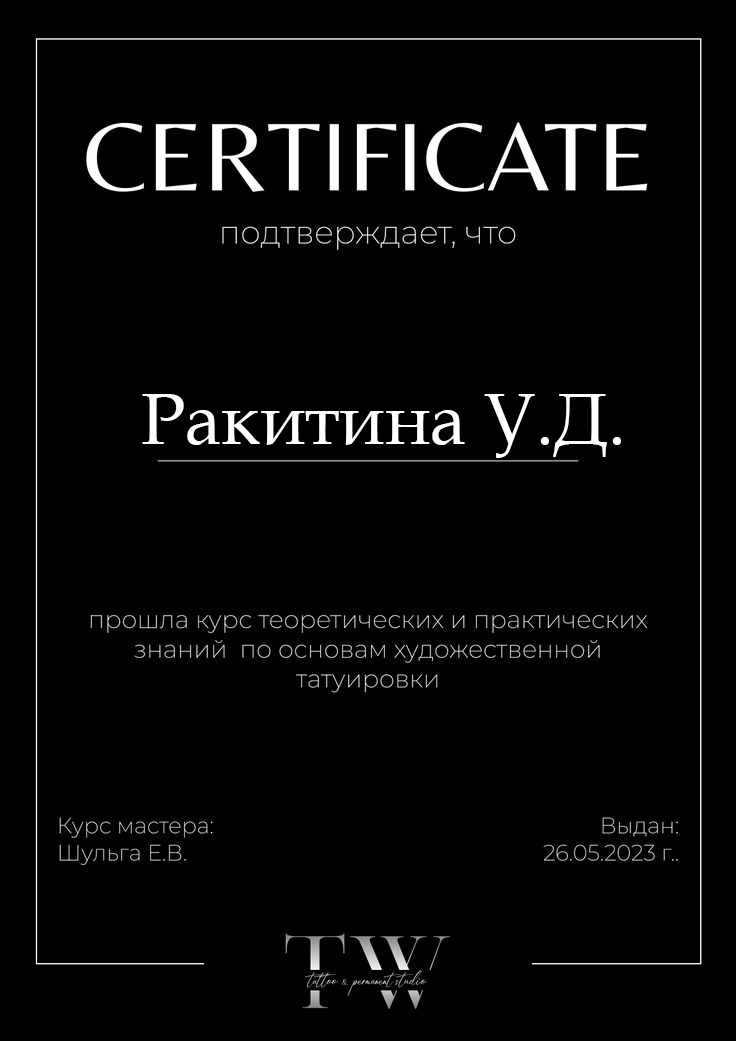 CERTIFICATE
подтверждает, что
Ракитина У.Д.
прошла курс теоретических и практических
знаний по основам художественной
татуировки
Курс мастера:
Шульга Е.В.
Выдан:
26.05.2023 г..
TW
tattoo & permanent studio